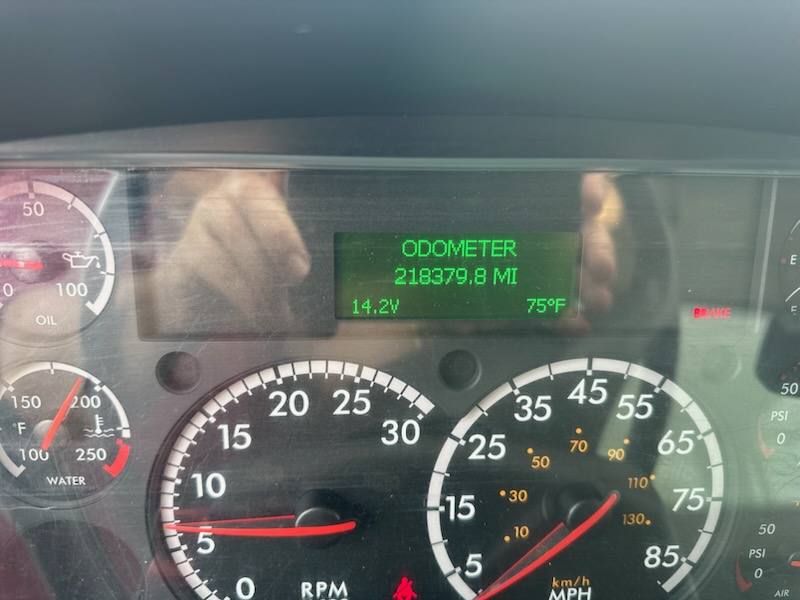 ODOMETER
218379.8 MI
14.2V 75°F
BRAKE
50
0 100
OIL
150 200
F
100 250
WATER
0
5
10
15
20
25
30
RPM
5
15
25
35
45
55
65
75
85
10
30
50
70
90
110
130
km/h
MPH
E
F
50
PSI
0
50
PSI
0
AIR